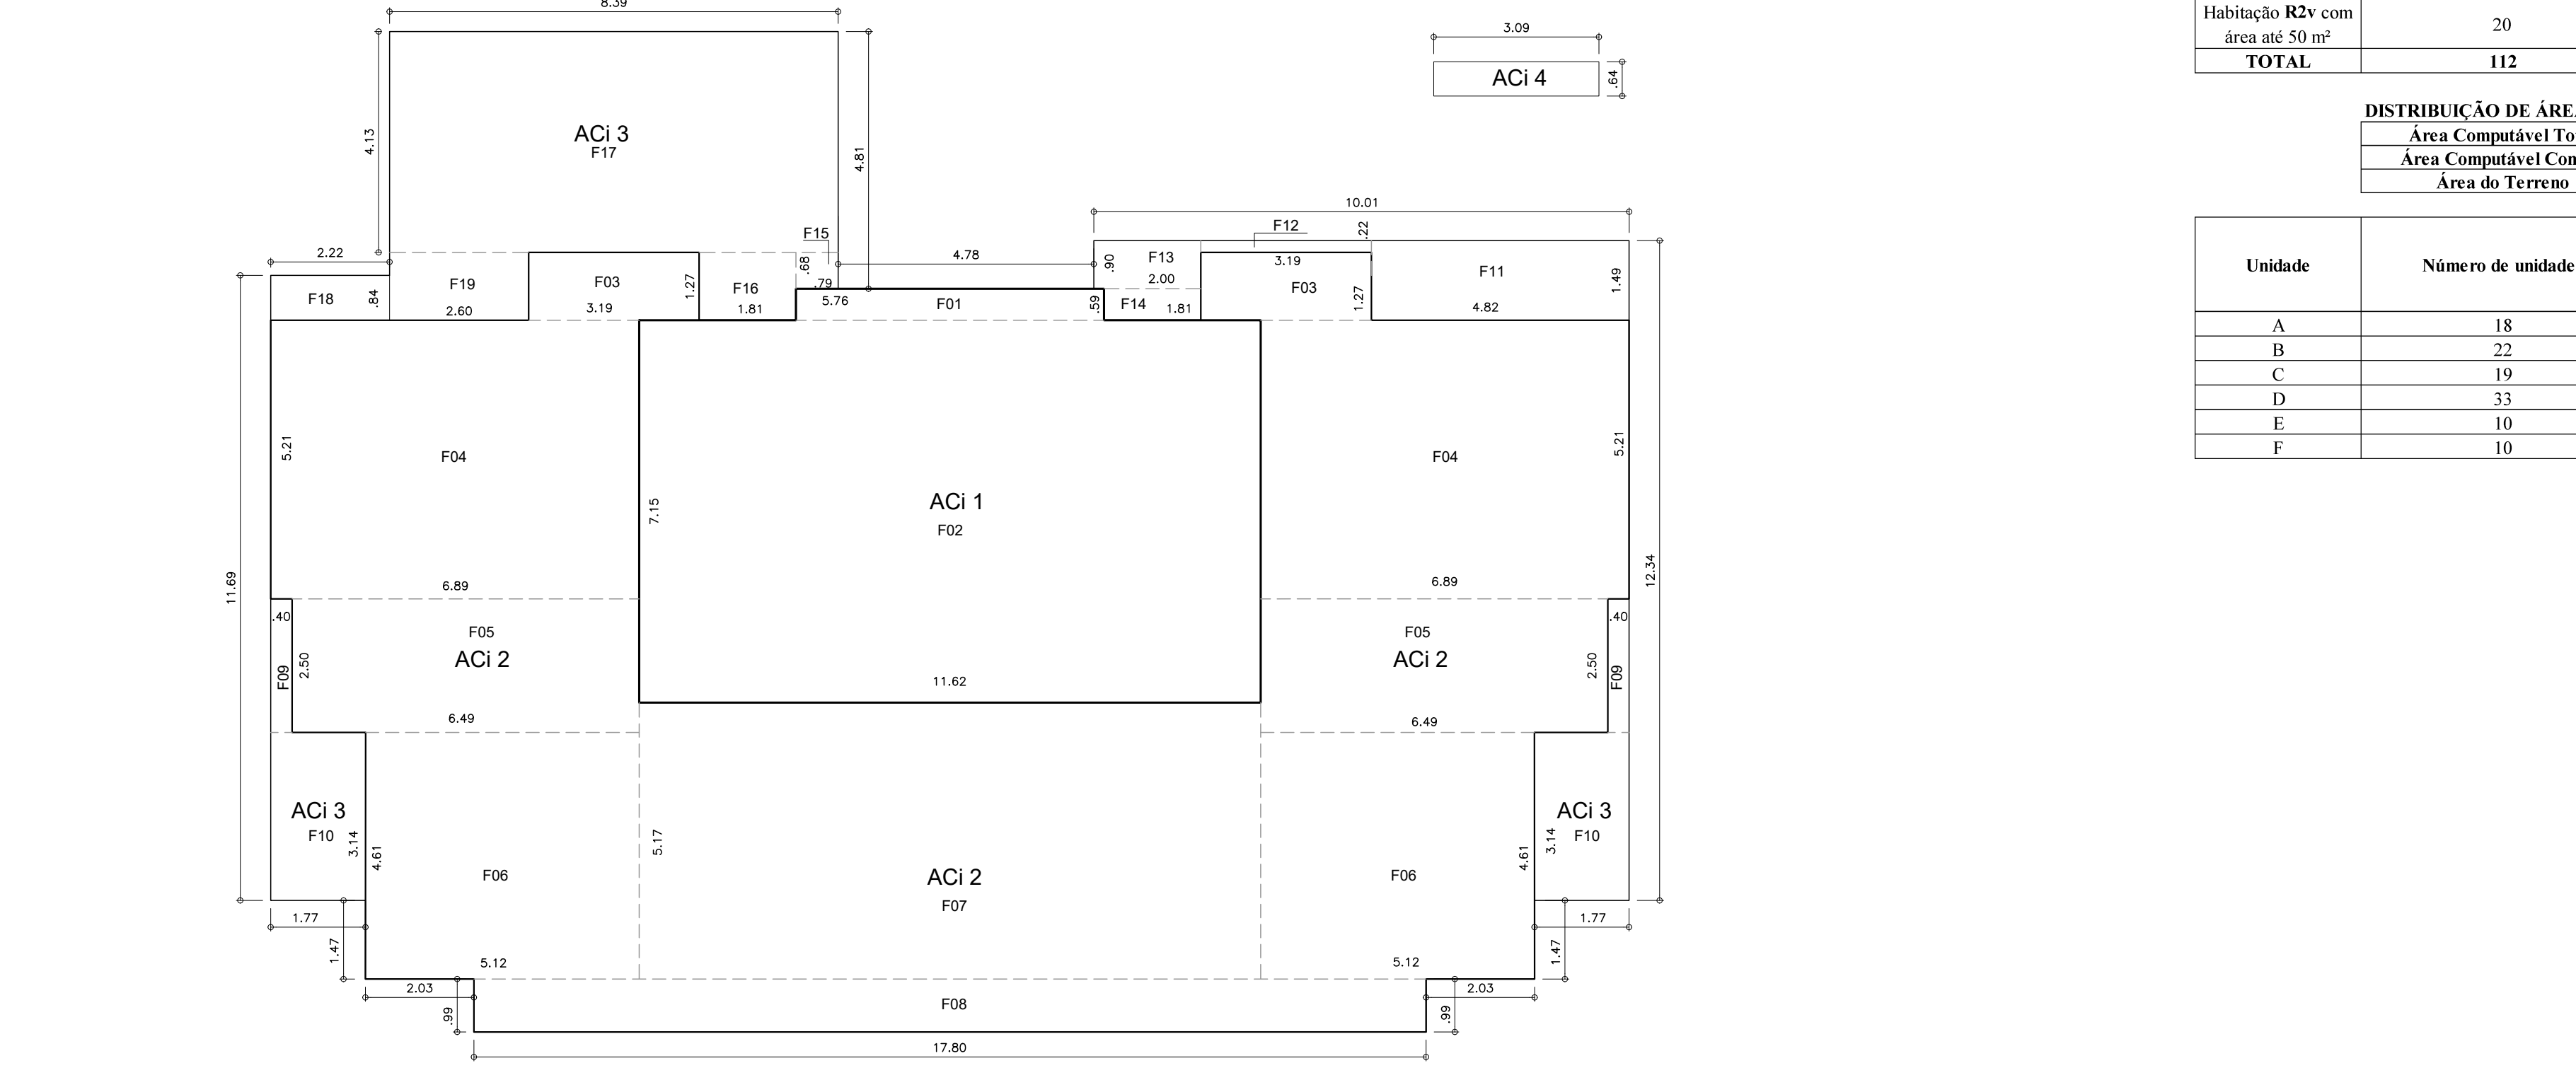 8.39
3.09
ACi 4
.64
4.13
ACi 3
F17
4.81
10.01
F15
F12
.22
2.22
4.78
F13
.90
2.00
3.19
F11
1.49
F18
.84
F19
2.60
F03
3.19
1.27
F16
1.81
.68
.79
5.76
F01
.59
F14
1.81
F03
1.27
4.82
5.21
F04
7.15
ACi 1
F02
F04
5.21
11.69
6.89
6.89
12.34
.40
F05
ACi 2
F09
2.50
6.49
11.62
F05
ACi 2
2.50
.40
F09
6.49
ACi 3
F10
3.14
4.61
F06
5.17
ACi 2
F07
F06
4.61
ACi 3
3.14
F10
1.77
1.47
5.12
5.12
1.77
1.47
2.03
.99
F08
2.03
.99
17.80
Habitação R2v com
área até 50 m²
20
TOTAL
112
DISTRIBUIÇÃO DE ÁRE
Área Computável To
Área Computável Con
Área do Terreno
Unidade
Número de unidade
A 18
B 22
C 19
D 33
E 10
F 10